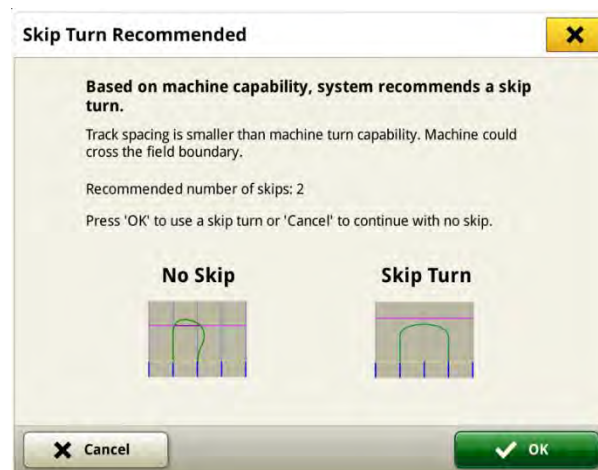 Skip Turn Recommended
Based on machine capability, system recommends a skip
turn.
Track spacing is smaller than machine turn capability. Machine could
cross the field boundary.
Recommended number of skips: 2
Press 'OK' to use a skip turn or 'Cancel' to continue with no skip.
No Skip
Skip Turn
Cancel
OK